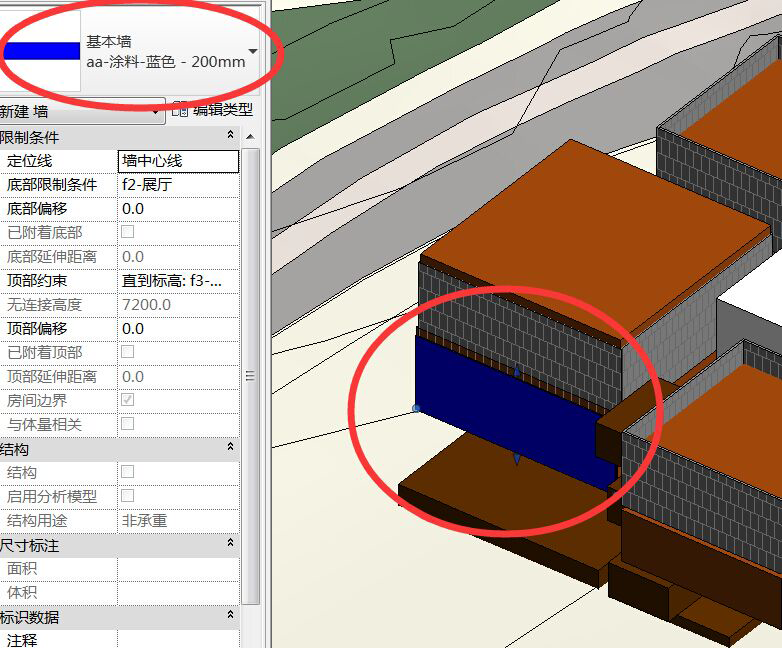 基本墙
aa-涂料-蓝色 - 200mm
新建 墙
编辑类型
限制条件
定位线 墙中心线
底部限制条件 f2-展厅
底部偏移 0.0
已附着底部
底部延伸距离 0.0
顶部约束 直到标高: f3-...
无连接高度 7200.0
顶部偏移 0.0
已附着顶部
顶部延伸距离 0.0
房间边界
与体量相关
结构
结构
启用分析模型
结构用途 非承重
尺寸标注
面积
体积
标识数据
注释